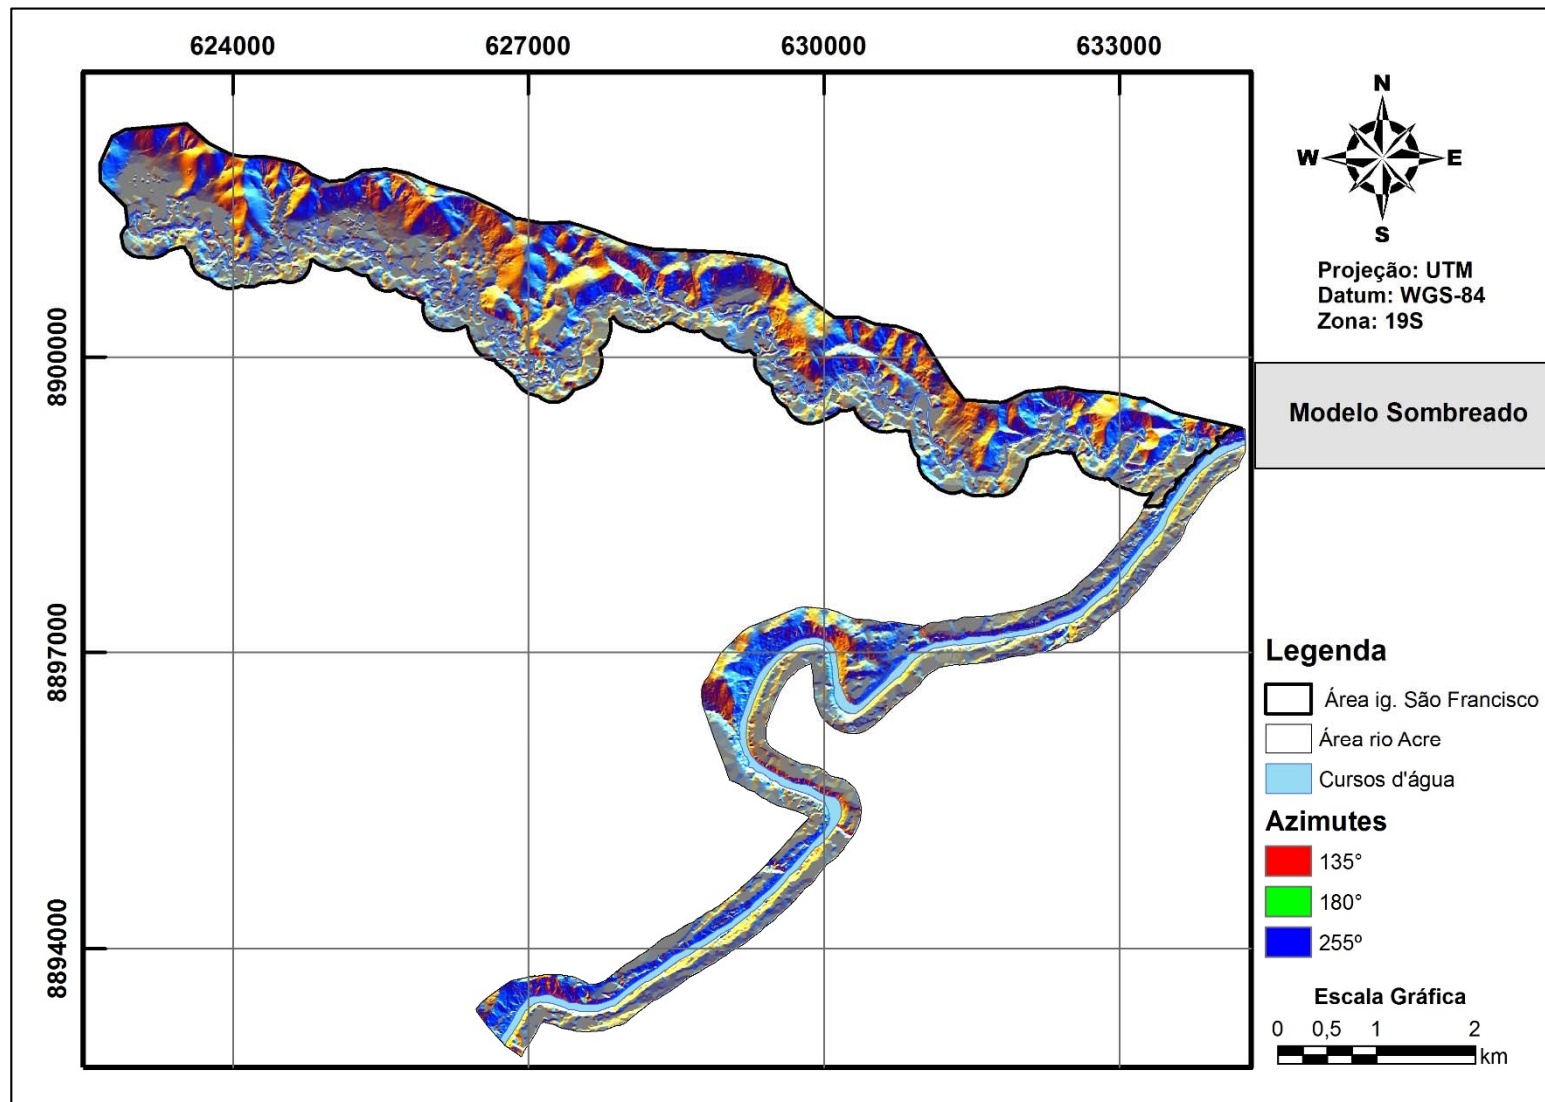 624000 627000 630000 633000
8900000
8897000
8894000
N
W E
S
Projeção: UTM
Datum: WGS-84
Zona: 19S
Modelo Sombreado
Legenda
Área ig. São Francisco
Área rio Acre
Cursos d'água
Azimutes
135°
180°
255º
Escala Gráfica
0 0,5 1 2
km